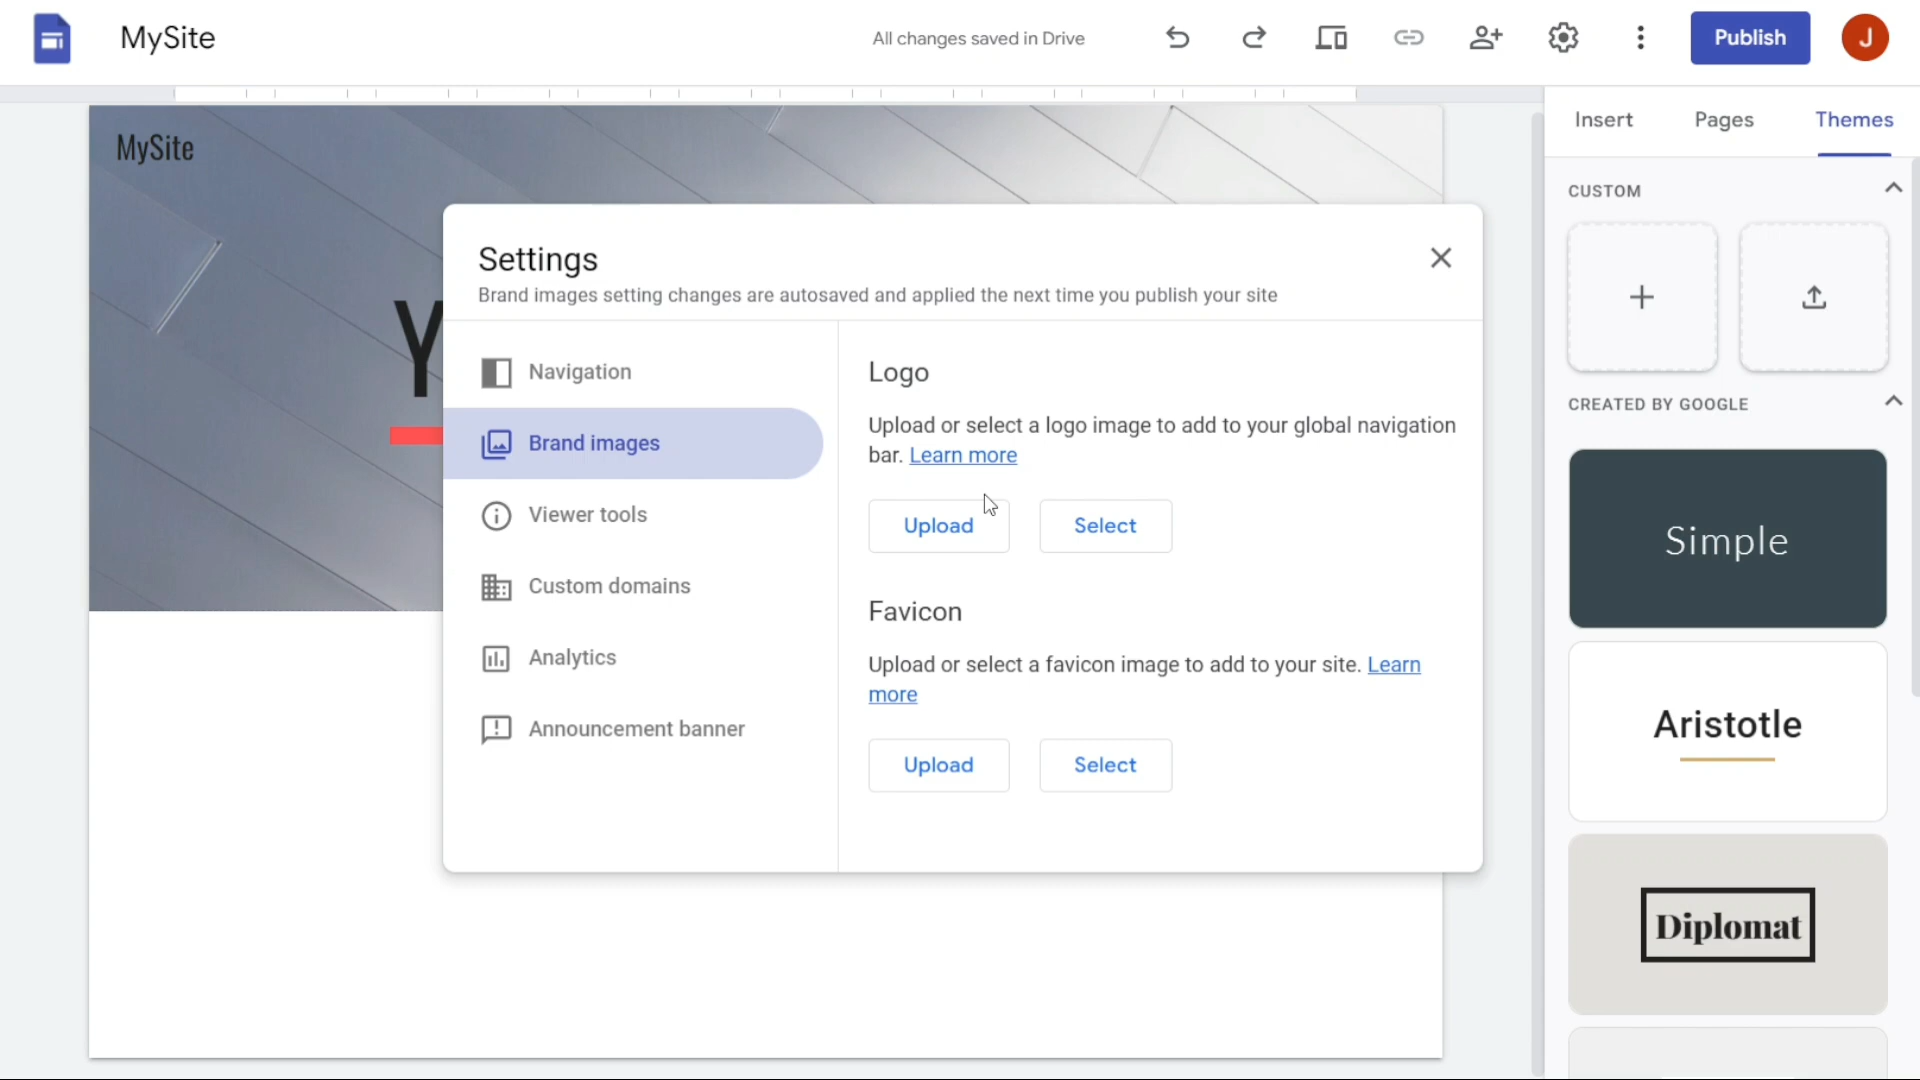 MySite
All changes saved in Drive
Publish
J
Insert
Pages
Themes
MySite
Y
Settings
Brand images setting changes are autosaved and applied the next time you publish your site
Navigation
Brand images
Viewer tools
Custom domains
Analytics
Announcement banner
Logo
Upload or select a logo image to add to your global navigation
bar. Learn more
Upload
Select
Favicon
Upload or select a favicon image to add to your site. Learn
more
Upload
Select
CUSTOM
CREATED BY GOOGLE
Simple
Aristotle
Diplomat